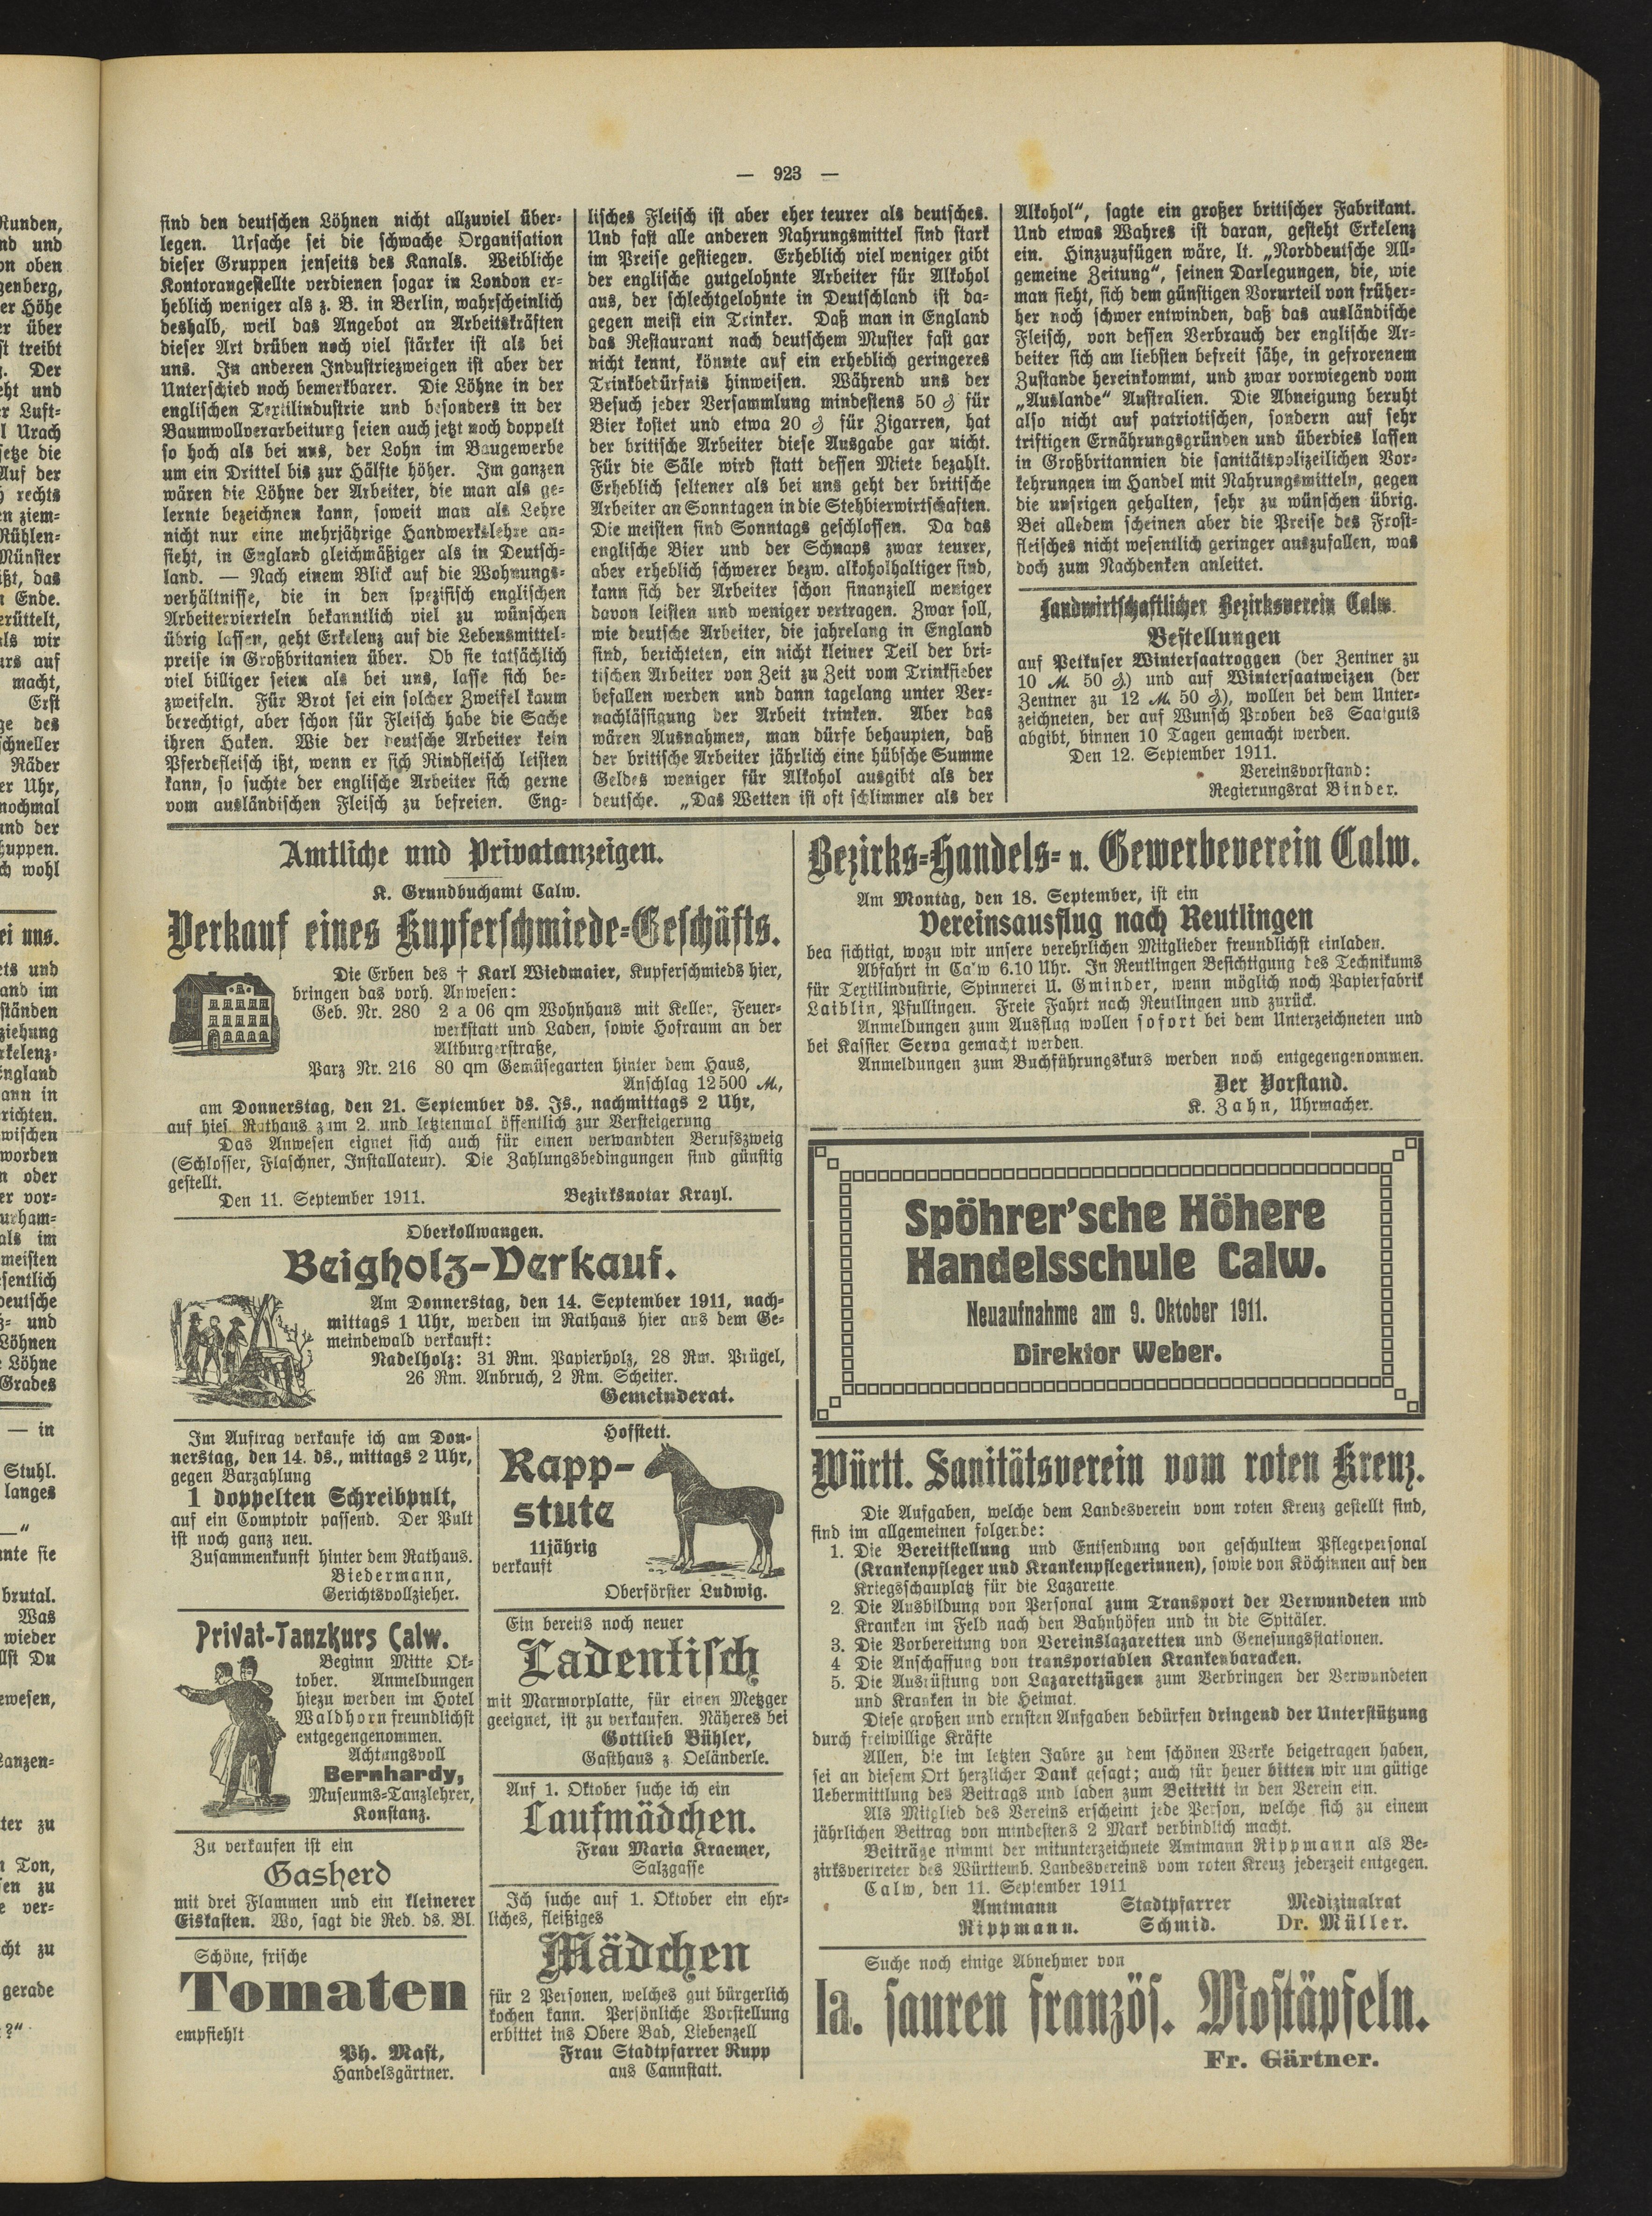 — 923 —
sind den deutschen Löhnen nicht allzuviel über-
legen. Ursache sei die schwache Organisation
dieser Gruppen jenseits des Kanals. Weibliche
Kontorangestellte verdienen sogar in London er-
heblich weniger als z. B. in Berlin, wahrscheinlich
deshalb, weil das Angebot an Arbeitskräften
dieser Art drüben noch viel stärker ist als bei
uns. In anderen Industriezweigen ist aber der
Unterschied noch bemerkbarer. Die Löhne in der
englischen Textilindustrie und besonders in der
Baumwollverarbeitung seien auch jetzt noch doppelt
so hoch als bei uns, der Lohn im Baugewerbe
um ein Drittel bis zur Hälfte höher. Im ganzen
wären die Löhne der Arbeiter, die man als ge-
lernte bezeichnen kann, soweit man als Lehre
nicht nur eine mehrjährige Handwerkslehre an-
sieht, in England gleichmäßiger als in Deutsch-
land. — Nach einem Blick auf die Wohnungs-
verhältnisse, die in den spezifisch englischen
Arbeitervierteln bekanntlich viel zu wünschen
übrig lassen, geht Erkelenz auf die Lebensmittel-
preise in Großbritanien über. Ob sie tatsächlich
viel billiger seien als bei uns, lasse sich be-
zweifeln. Für Brot sei ein solcher Zweifel kaum
berechtigt, aber schon für Fleisch habe die Sache
ihren Haken. Wie der deutsche Arbeiter kein
Pferdefleisch ißt, wenn er sich Rindfleisch leisten
kann, so suchte der englische Arbeiter sich gerne
vom ausländischen Fleisch zu befreien. Eng-
lisches Fleisch ist aber eher teurer als deutsches.
Und fast alle anderen Nahrungsmittel sind stark
im Preise gestiegen. Erheblich viel weniger gibt
der englische gutgelohnte Arbeiter für Alkohol
aus, der schlechtgelohnte in Deutschland ist da-
gegen meist ein Trinker. Daß man in England
das Restaurant nach deutschem Muster fast gar
nicht kennt, könnte auf ein erheblich geringeres
Trinkbedürfnis hinweisen. Während uns der
Besuch jeder Versammlung mindestens 50 ₰ für
Bier kostet und etwa 20 ₰ für Zigarren, hat
der britische Arbeiter diese Ausgabe gar nicht.
Für die Säle wird statt dessen Miete bezahlt.
Erheblich seltener als bei uns geht der britische
Arbeiter an Sonntagen in die Stehbierwirtschaften.
Die meisten sind Sonntags geschlossen. Da das
englische Bier und der Schnaps zwar teurer,
aber erheblich schwerer bezw. alkoholhaltiger sind,
kann sich der Arbeiter schon finanziell weniger
davon leisten und weniger vertragen. Zwar soll,
wie deutsche Arbeiter, die jahrelang in England
sind, berichteten, ein nicht kleiner Teil der bri-
tischen Arbeiter von Zeit zu Zeit vom Trinkfieber
befallen werden und dann tagelang unter Ver-
nachlässigung der Arbeit trinken. Aber das
wären Ausnahmen, man dürfe behaupten, daß
der britische Arbeiter jährlich eine hübsche Summe
Geldes weniger für Alkohol ausgibt als der
deutsche. „Das Wetten ist oft schlimmer als der
Alkohol“, sagte ein großer britischer Fabrikant.
Und etwas Wahres ist daran, gesteht Erkelenz
ein. Hinzuzufügen wäre, lt. „Norddeutsche All-
gemeine Zeitung“, seinen Darlegungen, die, wie
man sieht, sich dem günstigen Vorurteil von früher-
her noch schwer entwinden, daß das ausländische
Fleisch, von dessen Verbrauch der englische Ar-
beiter sich am liebsten befreit sähe, in gefrorenem
Zustande hereinkommt, und zwar vorwiegend vom
„Auslande“ Australien. Die Abneigung beruht
also nicht auf patriotischen, sondern auf sehr
triftigen Ernährungsgründen und überdies lassen
in Großbritannien die sanitätspolizeilichen Vor-
kehrungen im Handel mit Nahrungsmitteln, gegen
die unsrigen gehalten, sehr zu wünschen übrig.
Bei alledem scheinen aber die Preise des Frost-
fleisches nicht wesentlich geringer auszufallen, was
doch zum Nachdenken anleitet.
Landwirtschaftlicher Bezirksverein Calw.
Bestellungen
auf Petkuser Wintersaatroggen (der Zentner zu
10 ℳ 50 ₰) und auf Wintersaatweizen (der
Zentner zu 12 ℳ 50 ₰), wollen bei dem Unter-
zeichneten, der auf Wunsch Proben des Saatguts
abgibt, binnen 10 Tagen gemacht werden.
Den 12. September 1911.
Vereinsvorstand:
Regierungsrat Binder.
Amtliche und Privatanzeigen.
K. Grundbuchamt Calw.
Verkauf eines Kupferschmiede-Geschäfts.
Die Erben des † Karl Wiedmaier, Kupferschmieds hier,
bringen das vorh. Anwesen:
Geb. Nr. 280 2 a 06 qm Wohnhaus mit Keller, Feuer-
werkstatt und Laden, sowie Hofraum an der
Altburgerstraße,
Parz Nr. 216 80 qm Gemüsegarten hinter dem Haus,
Anschlag 12500 ℳ,
am Donnerstag, den 21. September ds. Js., nachmittags 2 Uhr,
auf hies. Rathaus zum 2. und letztenmal öffentlich zur Versteigerung
Das Anwesen eignet sich auch für einen verwandten Berufszweig
(Schlosser, Flaschner, Installateur). Die Zahlungsbedingungen sind günstig
gestellt.
Den 11. September 1911. Bezirksnotar Krayl.
Oberkollwangen.
Beigholz-Verkauf.
Am Donnerstag, den 14. September 1911, nach-
mittags 1 Uhr, werden im Rathaus hier aus dem Ge-
meindewald verkauft:
Nadelholz: 31 Rm. Papierholz, 28 Rm. Prügel,
26 Rm. Anbruch, 2 Rm. Scheiter.
Gemeinderat.
Im Auftrag verkaufe ich am Don-
nerstag, den 14. ds., mittags 2 Uhr,
gegen Barzahlung
1 doppelten Schreibpult,
auf ein Comptoir passend. Der Pult
ist noch ganz neu.
Zusammenkunft hinter dem Rathaus.
Biedermann,
Gerichtsvollzieher.
Privat-Tanzkurs Calw.
Beginn Mitte Ok-
tober. Anmeldungen
hiezu werden im Hotel
Waldhorn freundlichst
entgegengenommen.
Achtungsvoll
Bernhardy,
Museums-Tanzlehrer,
Konstanz.
Zu verkaufen ist ein
Gasherd
mit drei Flammen und ein kleinerer
Eiskasten. Wo, sagt die Red. ds. Bl.
Schöne, frische
Tomaten
empfiehlt
Ph. Mast,
Handelsgärtner.
Hofstett.
Rapp-
stute
11jährig
verkauft
Oberförster Ludwig.
Ein bereits noch neuer
Ladentisch
mit Marmorplatte, für einen Metzger
geeignet, ist zu verkaufen. Näheres bei
Gottlieb Bühler,
Gasthaus z. Oeländerle.
Auf 1. Oktober suche ich ein
Laufmädchen.
Frau Maria Kraemer,
Salzgasse
Ich suche auf 1. Oktober ein ehr-
liches, fleißiges
Mädchen
für 2 Personen, welches gut bürgerlich
kochen kann. Persönliche Vorstellung
erbittet ins Obere Bad, Liebenzell
Frau Stadtpfarrer Rupp
aus Cannstatt.
Bezirks-Handels- u. Gewerbeverein Calw.
Am Montag, den 18. September, ist ein
Vereinsausflug nach Reutlingen
bea sichtigt, wozu wir unsere verehrlichen Mitglieder freundlichst einladen.
Abfahrt in Calw 6.10 Uhr. In Reutlingen Besichtigung des Technikums
für Textilindustrie, Spinnerei U. Gminder, wenn möglich noch Papierfabrik
Laiblin, Pfullingen. Freie Fahrt nach Reutlingen und zurück.
Anmeldungen zum Ausflug wollen sofort bei dem Unterzeichneten und
bei Kassier Serva gemacht werden.
Anmeldungen zum Buchführungskurs werden noch entgegengenommen.
Der Vorstand.
K. Zahn, Uhrmacher.
Spöhrer'sche Höhere
Handelsschule Calw.
Neuaufnahme am 9. Oktober 1911.
Direktor Weber.
Württ. Sanitätsverein vom roten Kreuz.
Die Aufgaben, welche dem Landesverein vom roten Kreuz gestellt sind,
sind im allgemeinen folgende:
1. Die Bereitstellung und Entsendung von geschultem Pflegepersonal
(Krankenpfleger und Krankenpflegerinnen), sowie von Köchinnen auf den
Kriegsschauplatz für die Lazarette
2. Die Ausbildung von Personal zum Transport der Verwundeten und
Kranken im Feld nach den Bahnhöfen und in die Spitäler.
3. Die Vorbereitung von Vereinslazaretten und Genesungsstationen.
4 Die Anschaffung von transportablen Krankenbaracken.
5. Die Ausrüstung von Lazarettzügen zum Verbringen der Verwundeten
und Kranken in die Heimat.
Diese großen und ernsten Aufgaben bedürfen dringend der Unterstützung
durch freiwillige Kräfte
Allen, die im letzten Jahre zu dem schönen Werke beigetragen haben,
sei an diesem Ort herzlicher Dank gesagt; auch für heuer bitten wir um gütige
Uebermittlung des Beitrags und laden zum Beitritt in den Verein ein.
Als Mitglied des Vereins erscheint jede Person, welche sich zu einem
jährlichen Beitrag von mindestens 2 Mark verbindlich macht.
Beiträge nimmt der mitunterzeichnete Amtmann Rippmann als Be-
zirksvertreter des Württemb. Landesvereins vom roten Kreuz jederzeit entgegen.
Calw, den 11. September 1911
Amtmann Stadtpfarrer Medizinalrat
Rippmann. Schmid. Dr. Müller.
Suche noch einige Abnehmer von
Ia. sauren französ. Mostäpfeln.
Fr. Gärtner.